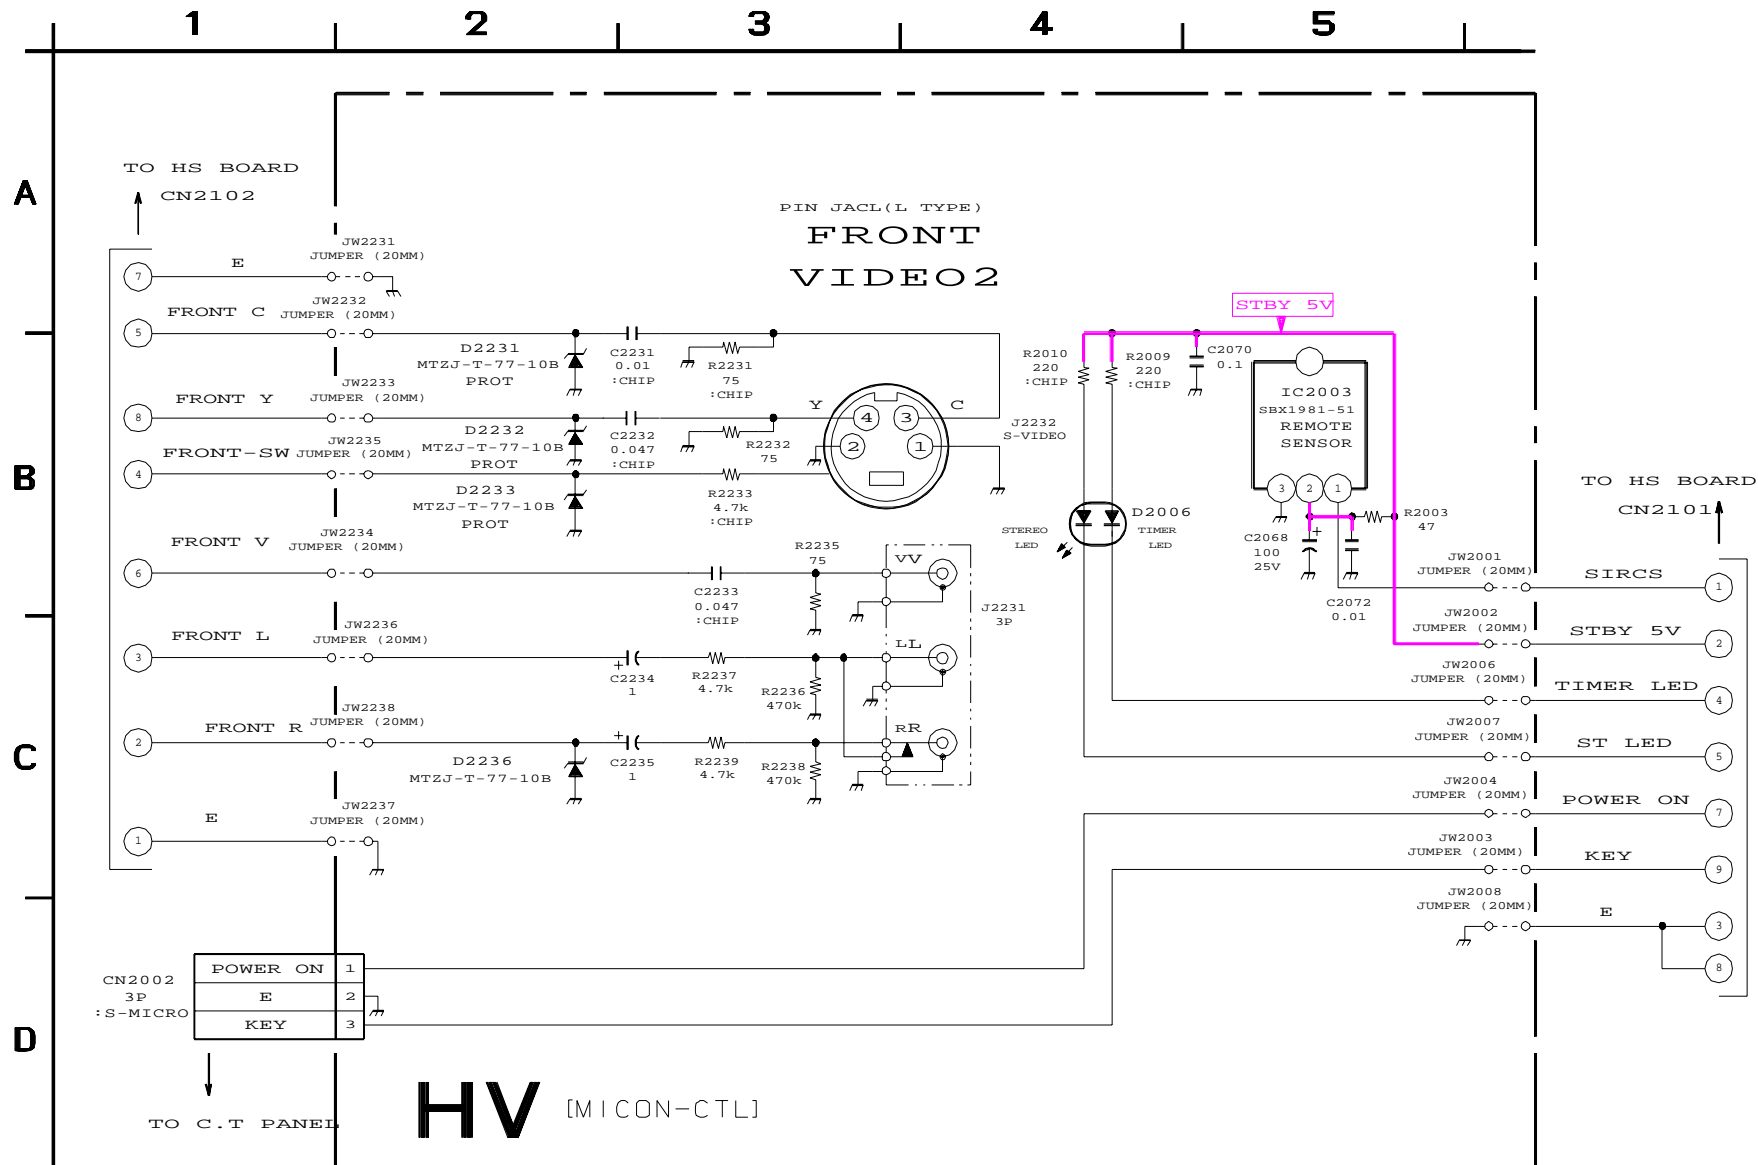 1 2 3 4 5
A
B
C
D
TO HS BOARD
CN2102
7
E
JW2231
JUMPER (20MM)
5
FRONT C
JW2232
JUMPER (20MM)
8
FRONT Y
JW2233
JUMPER (20MM)
4
FRONT-SW
JW2235
JUMPER (20MM)
6
FRONT V
JW2234
JUMPER (20MM)
3
FRONT L
JW2236
JUMPER (20MM)
2
FRONT R
JW2238
JUMPER (20MM)
1
E
JW2237
JUMPER (20MM)
D2231
MTZJ-T-77-10B
PROT
D2232
MTZJ-T-77-10B
PROT
D2233
MTZJ-T-77-10B
PROT
D2236
MTZJ-T-77-10B
C2231
0.01
:CHIP
C2232
0.047
:CHIP
R2231
75
:CHIP
R2232
75
R2233
4.7k
:CHIP
C2233
0.047
:CHIP
R2235
75
+
C2234
1
R2237
4.7k
R2236
470k
+
C2235
1
R2239
4.7k
R2238
470k
PIN JACL(L TYPE)
FRONT
VIDEO2
Y
C
4
3
2
1
J2232
S-VIDEO
VV
LL
RR
J2231
3P
STBY 5V
R2010
220
:CHIP
R2009
220
:CHIP
C2070
0.1
IC2003
SBX1981-51
REMOTE
SENSOR
3
2
1
R2003
47
+
C2068
100
25V
C2072
0.01
D2006
STEREO
LED
TIMER
LED
TO HS BOARD
CN2101
JW2001
JUMPER (20MM)
SIRCS
1
JW2002
JUMPER (20MM)
STBY 5V
2
JW2006
JUMPER (20MM)
TIMER LED
4
JW2007
JUMPER (20MM)
ST LED
5
JW2004
JUMPER (20MM)
POWER ON
7
JW2003
JUMPER (20MM)
KEY
9
JW2008
JUMPER (20MM)
E
3
8
CN2002
3P
:S-MICRO
POWER ON 1
E 2
KEY 3
TO C.T PANEL
HV [MICON-CTL]